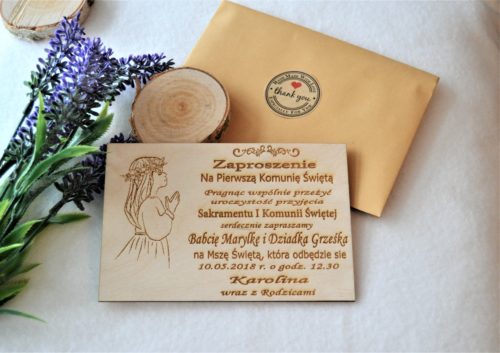 Zaproszenie
Na Pierwszą Komunię Świętą
Pragnąc wspólnie przeżyć
uroczystość przyjęcia
Sakramentu I Komunii Świętej
serdecznie zapraszamy
Babcię Marylkę i Dziadka Grześka
na Mszę Świętą, która odbędzie sie
10.05.2018 r. o godz. 12.30
Karolina
wraz z Rodzicami
thank you